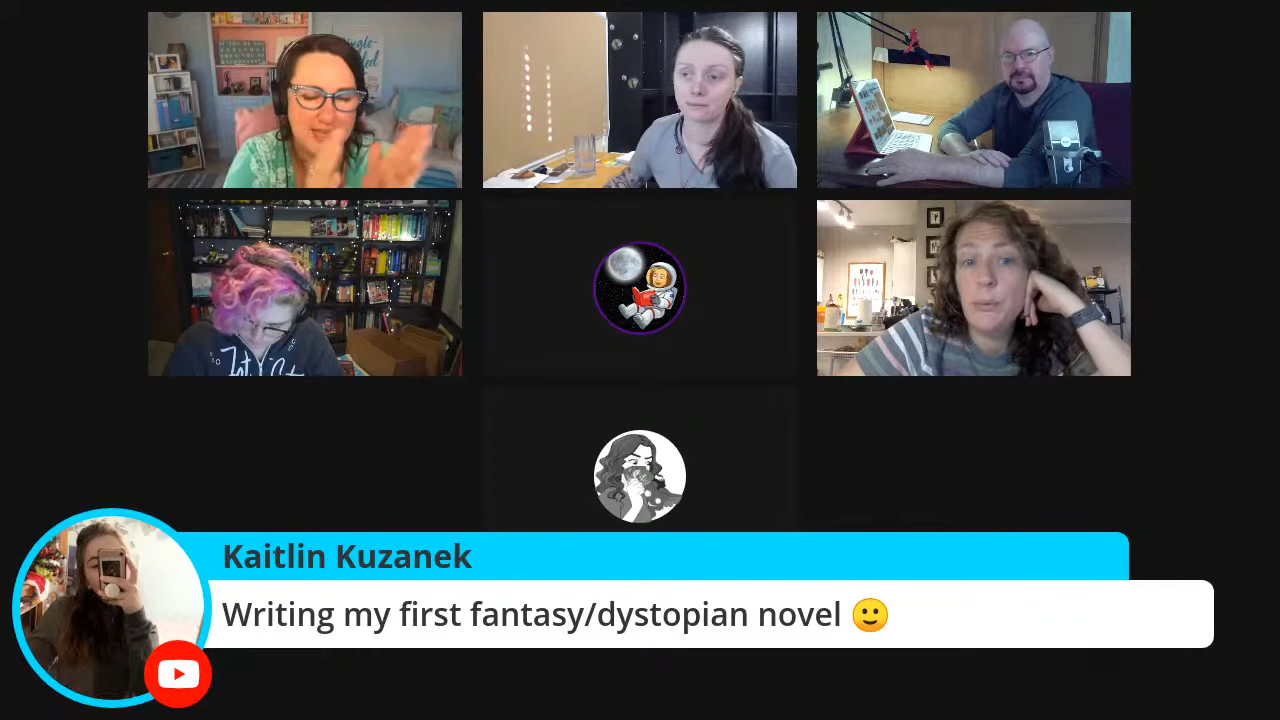 Kaitlin Kuzanek
Writing my first fantasy/dystopian novel 🙂